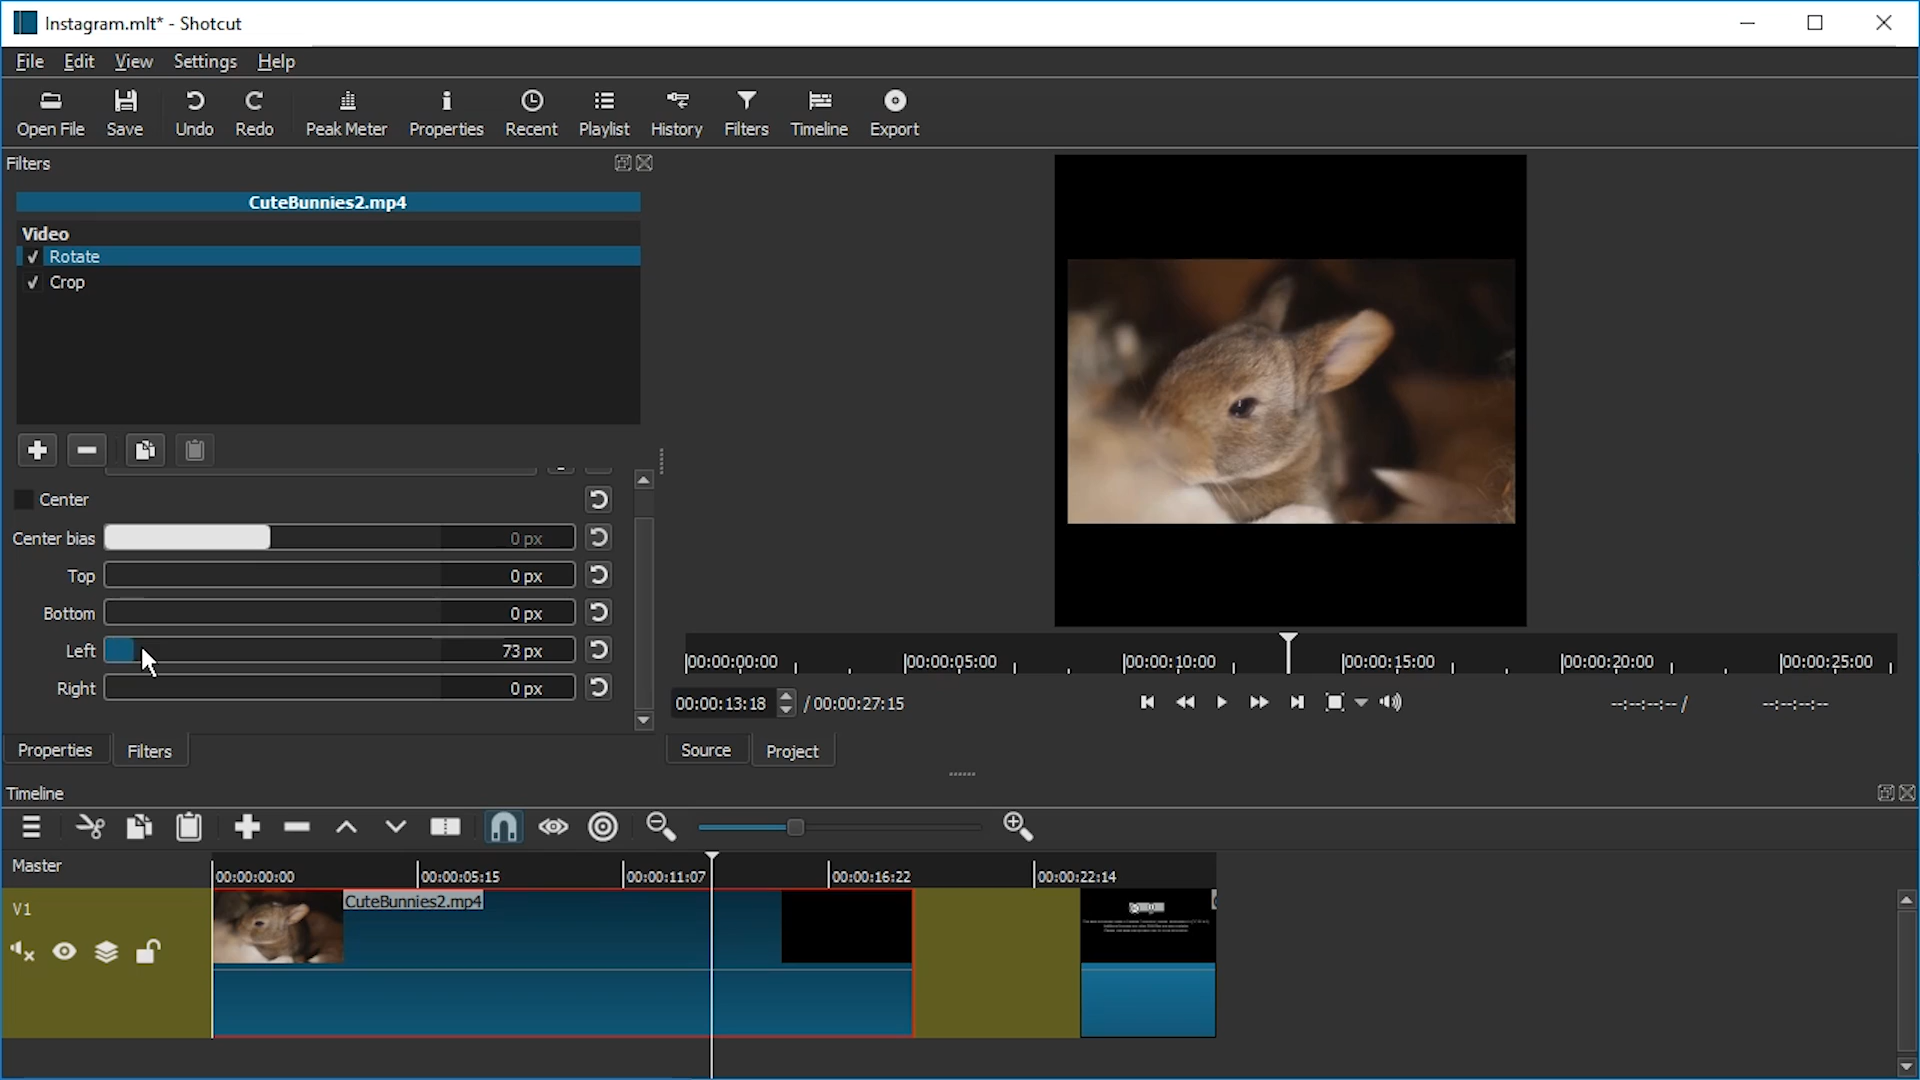 Instagram.mlt* - Shotcut
File Edit View Settings Help
Open File Save Undo Redo Peak Meter Properties Recent Playlist History Filters Timeline Export
Filters
CuteBunnies2.mp4
Video
Rotate
Crop
Center
Center bias 0 px
Top 0 px
Bottom 0 px
Left 73 px
Right 0 px
Properties Filters
00:00:00:00 00:00:05:00 00:00:10:00 00:00:15:00 00:00:20:00 00:00:25:00
00:00:13:18 / 00:00:27:15 --:--:--:-- / --:--:--:--
Source Project
Timeline
Master
00:00:00:00 00:00:05:15 00:00:11:07 00:00:16:22 00:00:22:14
V1
CuteBunnies2.mp4